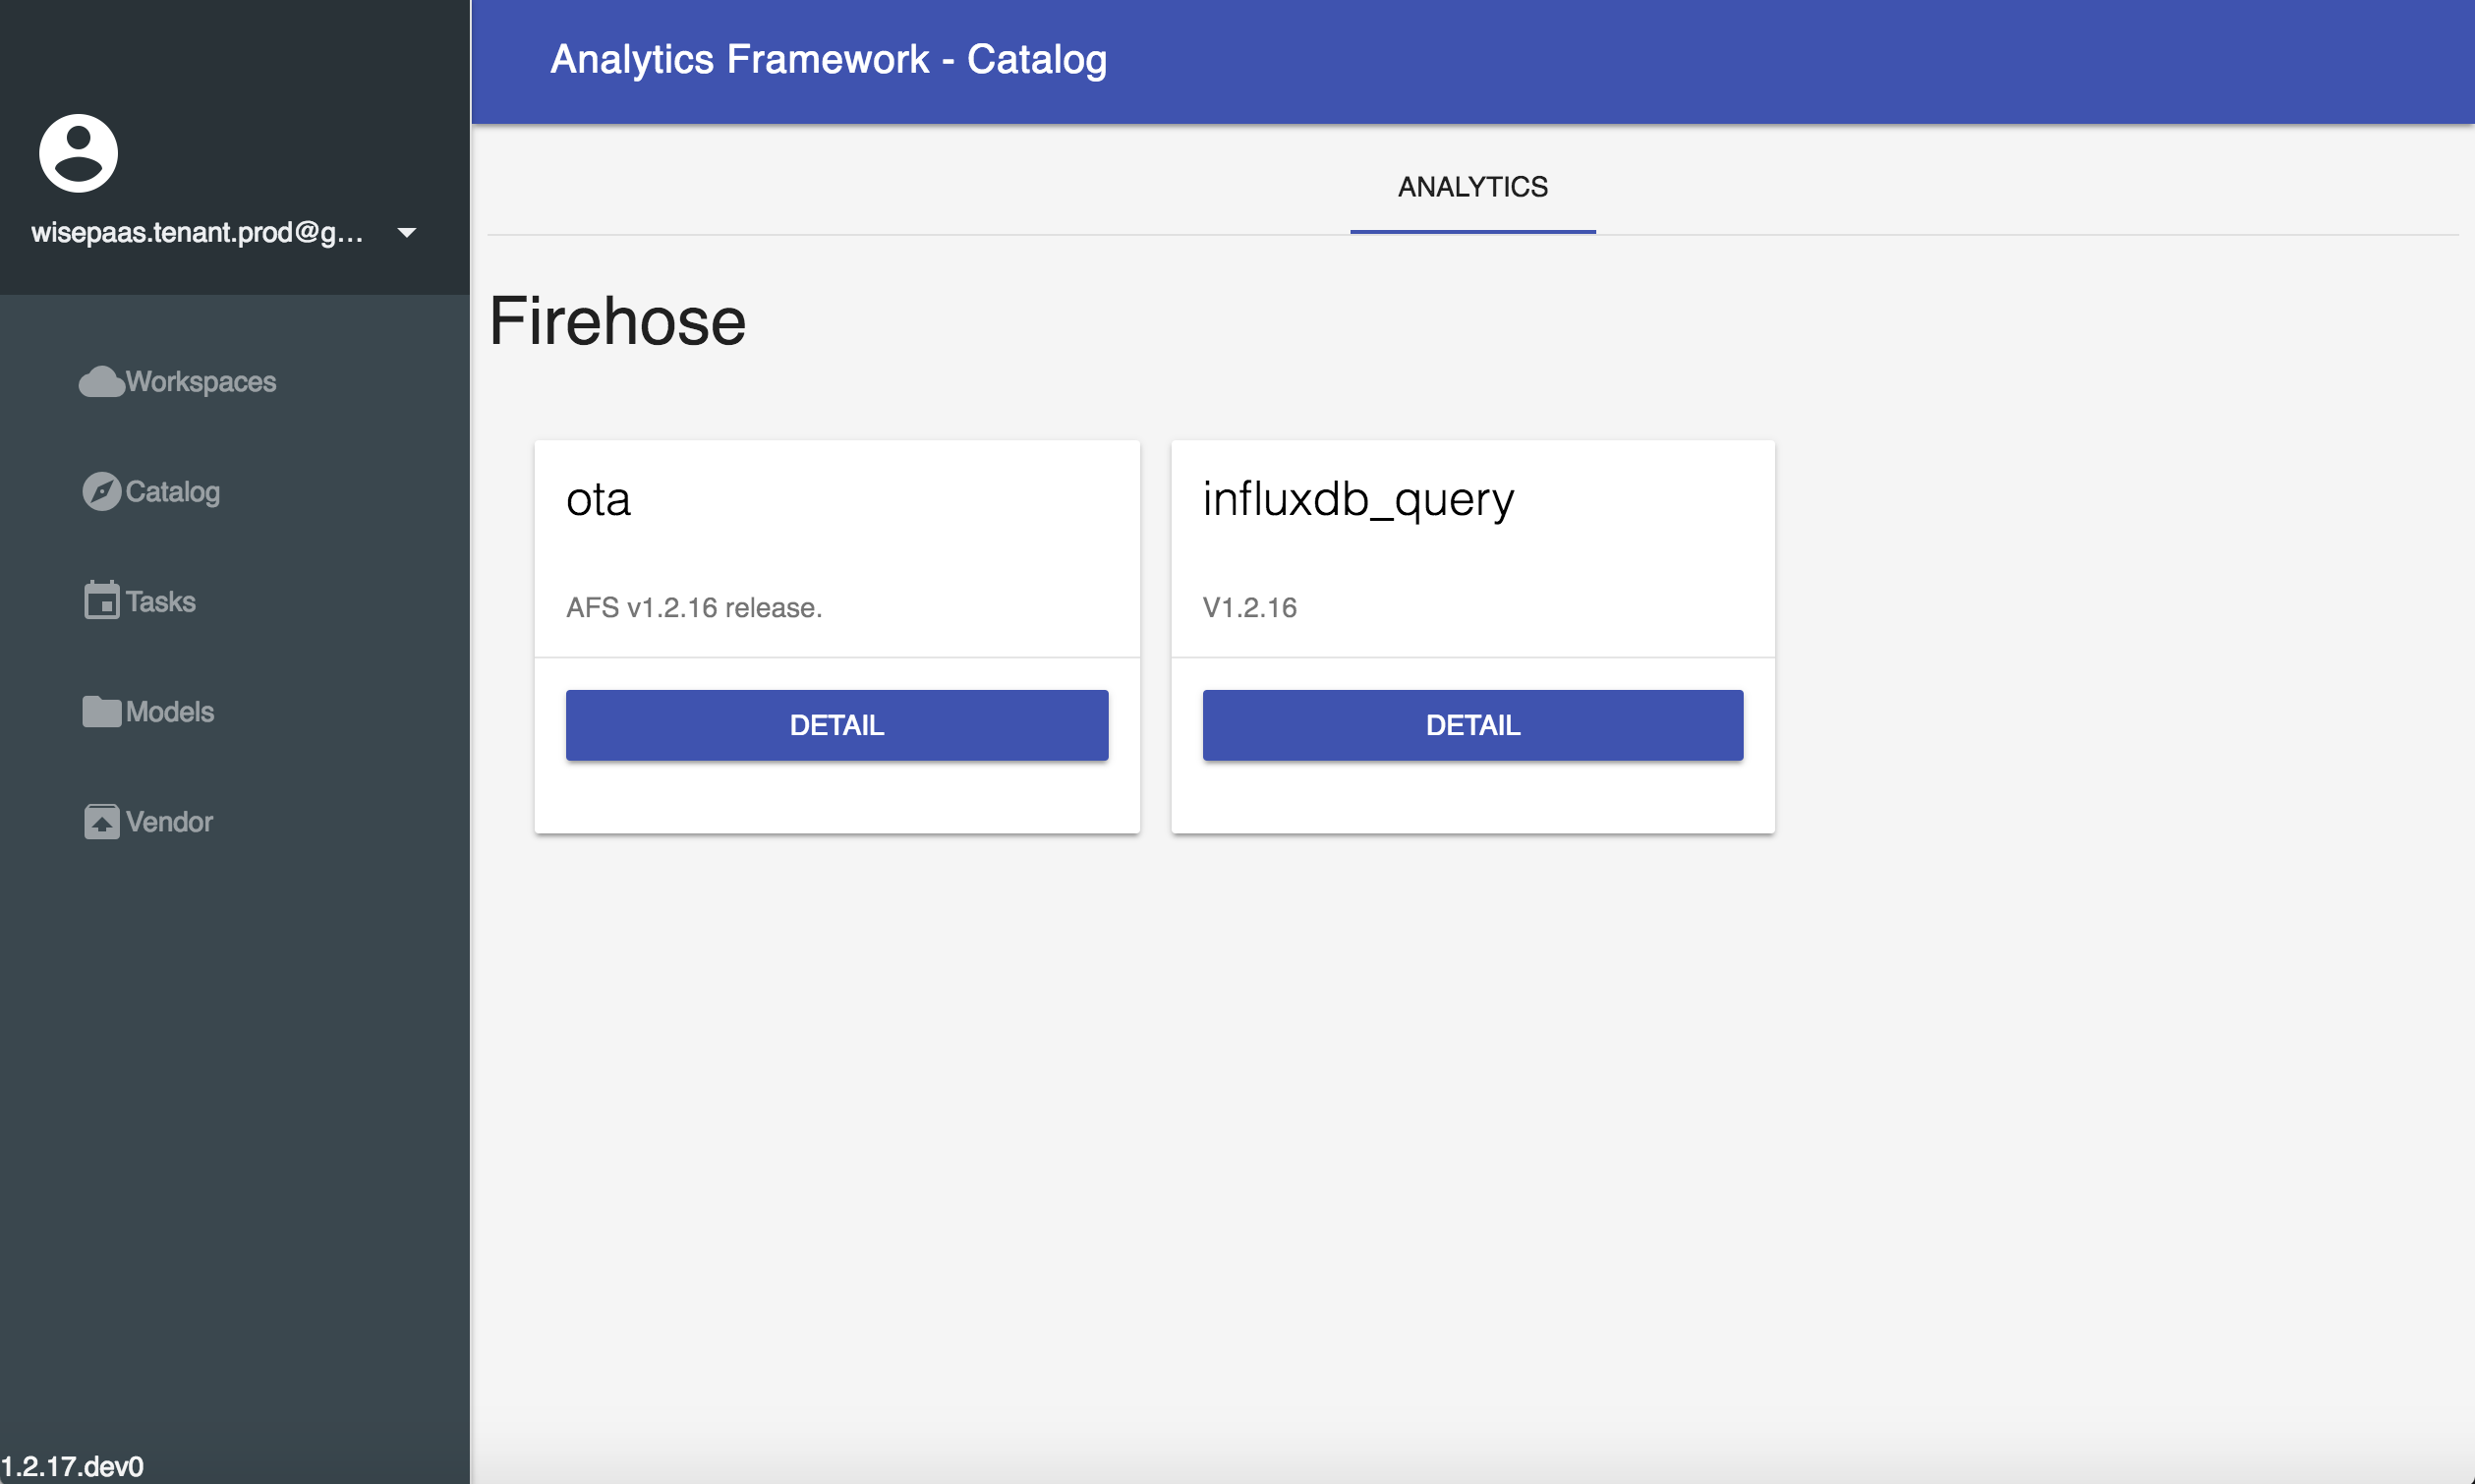 Analytics Framework - Catalog
wisepaas.tenant.prod@g...
Workspaces
Catalog
Tasks
Models
Vendor
1.2.17.dev0
ANALYTICS
Firehose
ota
AFS v1.2.16 release.
DETAIL
influxdb_query
V1.2.16
DETAIL